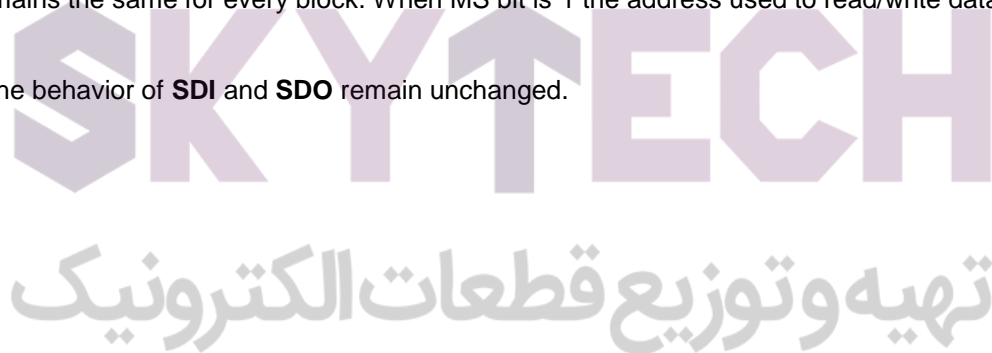 mains the same for every block. When MS bit is '1' the address used to read/write data
he behavior of SDI and SDO remain unchanged.
SKYTECH
تهیه و توزیع قطعات الکترونیک